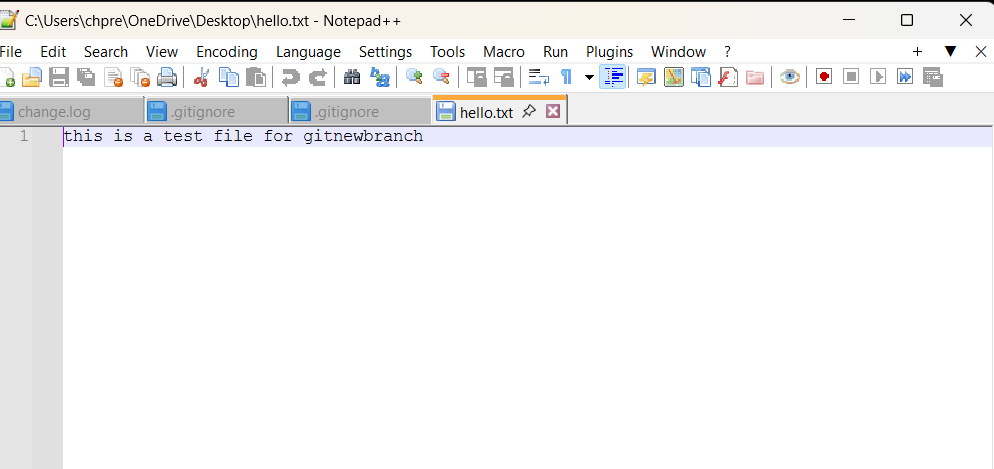 C:\Users\chpre\OneDrive\Desktop\hello.txt - Notepad++
File Edit Search View Encoding Language Settings Tools Macro Run Plugins Window ?
change.log .gitignore .gitignore hello.txt
1 this is a test file for gitnewbranch